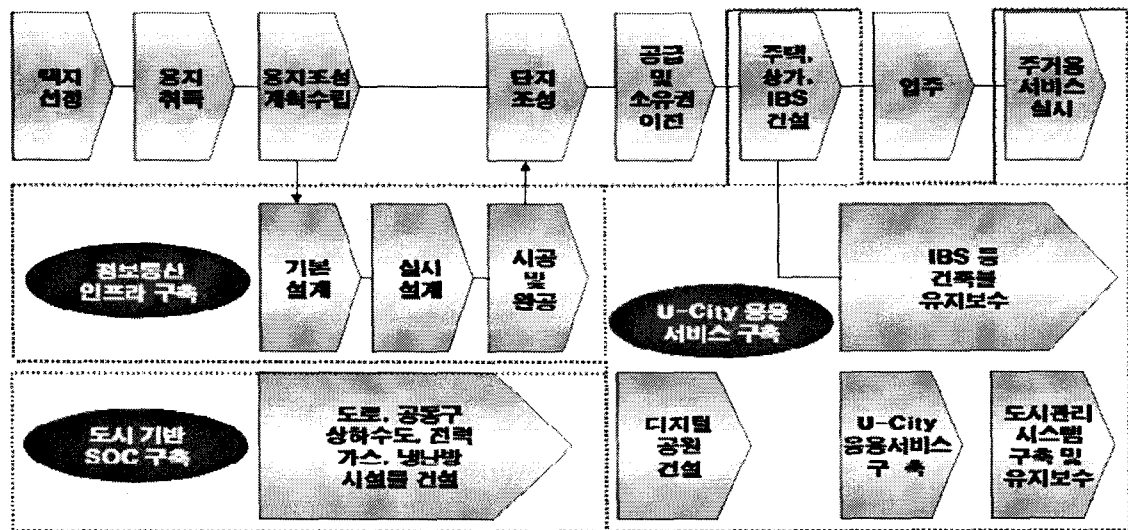 택지
선정
용지
취득
용지조성
계획수립
단지
조성
공급
및
소유권
이전
주택,
상가,
IBS
건설
입주
주거용
서비스
실시
정보통신
인프라 구축
기본
설계
실시
설계
시공
및
완공
U-City 응용
서비스 구축
IBS 등
건축물
유지보수
도시 기반
SOC 구축
도로, 공동구
상하수도, 전력
가스, 냉난방
시설물 건설
디지털
공원
건설
U-City
응용서비스
구 축
도시관리
시스템
구축 및
유지보수